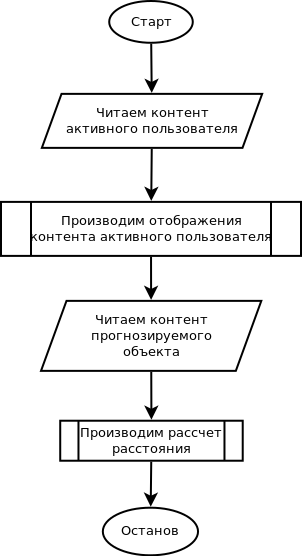 Старт
Читаем контент
активного пользователя
Производим отображения
контента активного пользователя
Читаем контент
прогнозируемого
объекта
Производим рассчет
расстояния
Останов